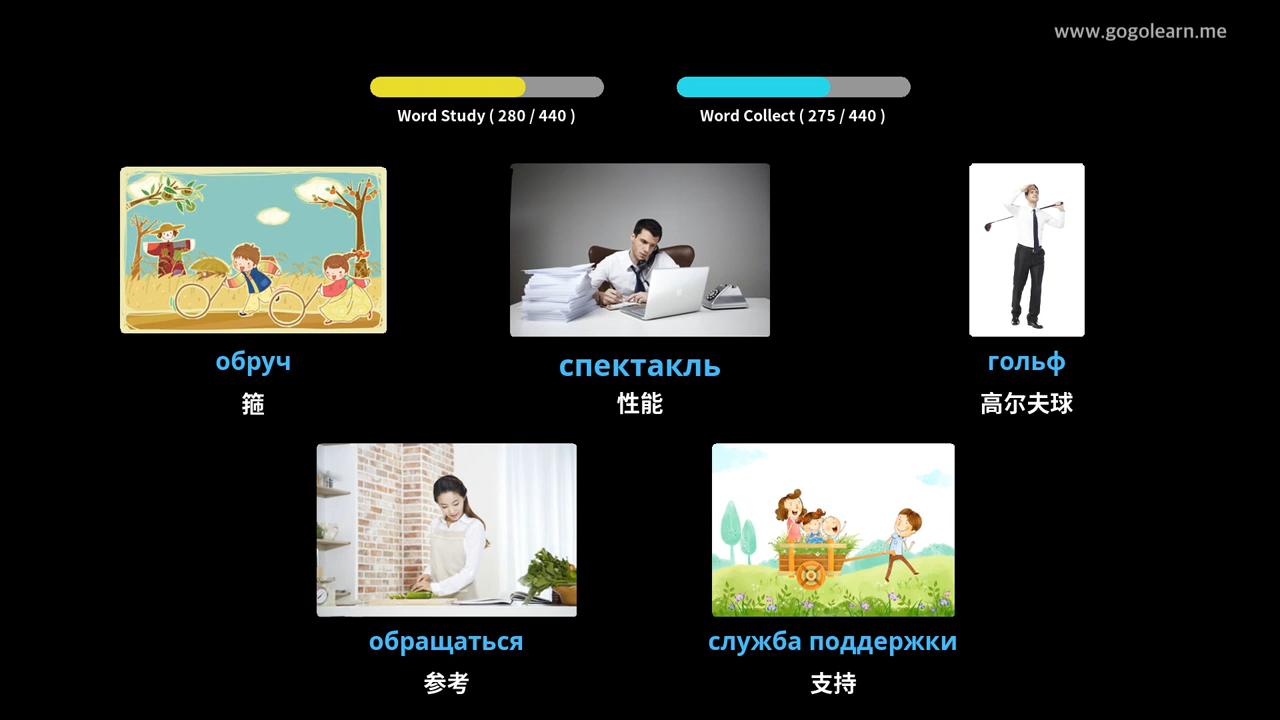 www.gogolearn.me
Word Study ( 280 / 440 )
Word Collect ( 275 / 440 )
обруч
箍
спектакль
性能
гольф
高尔夫球
обращаться
参考
служба поддержки
支持